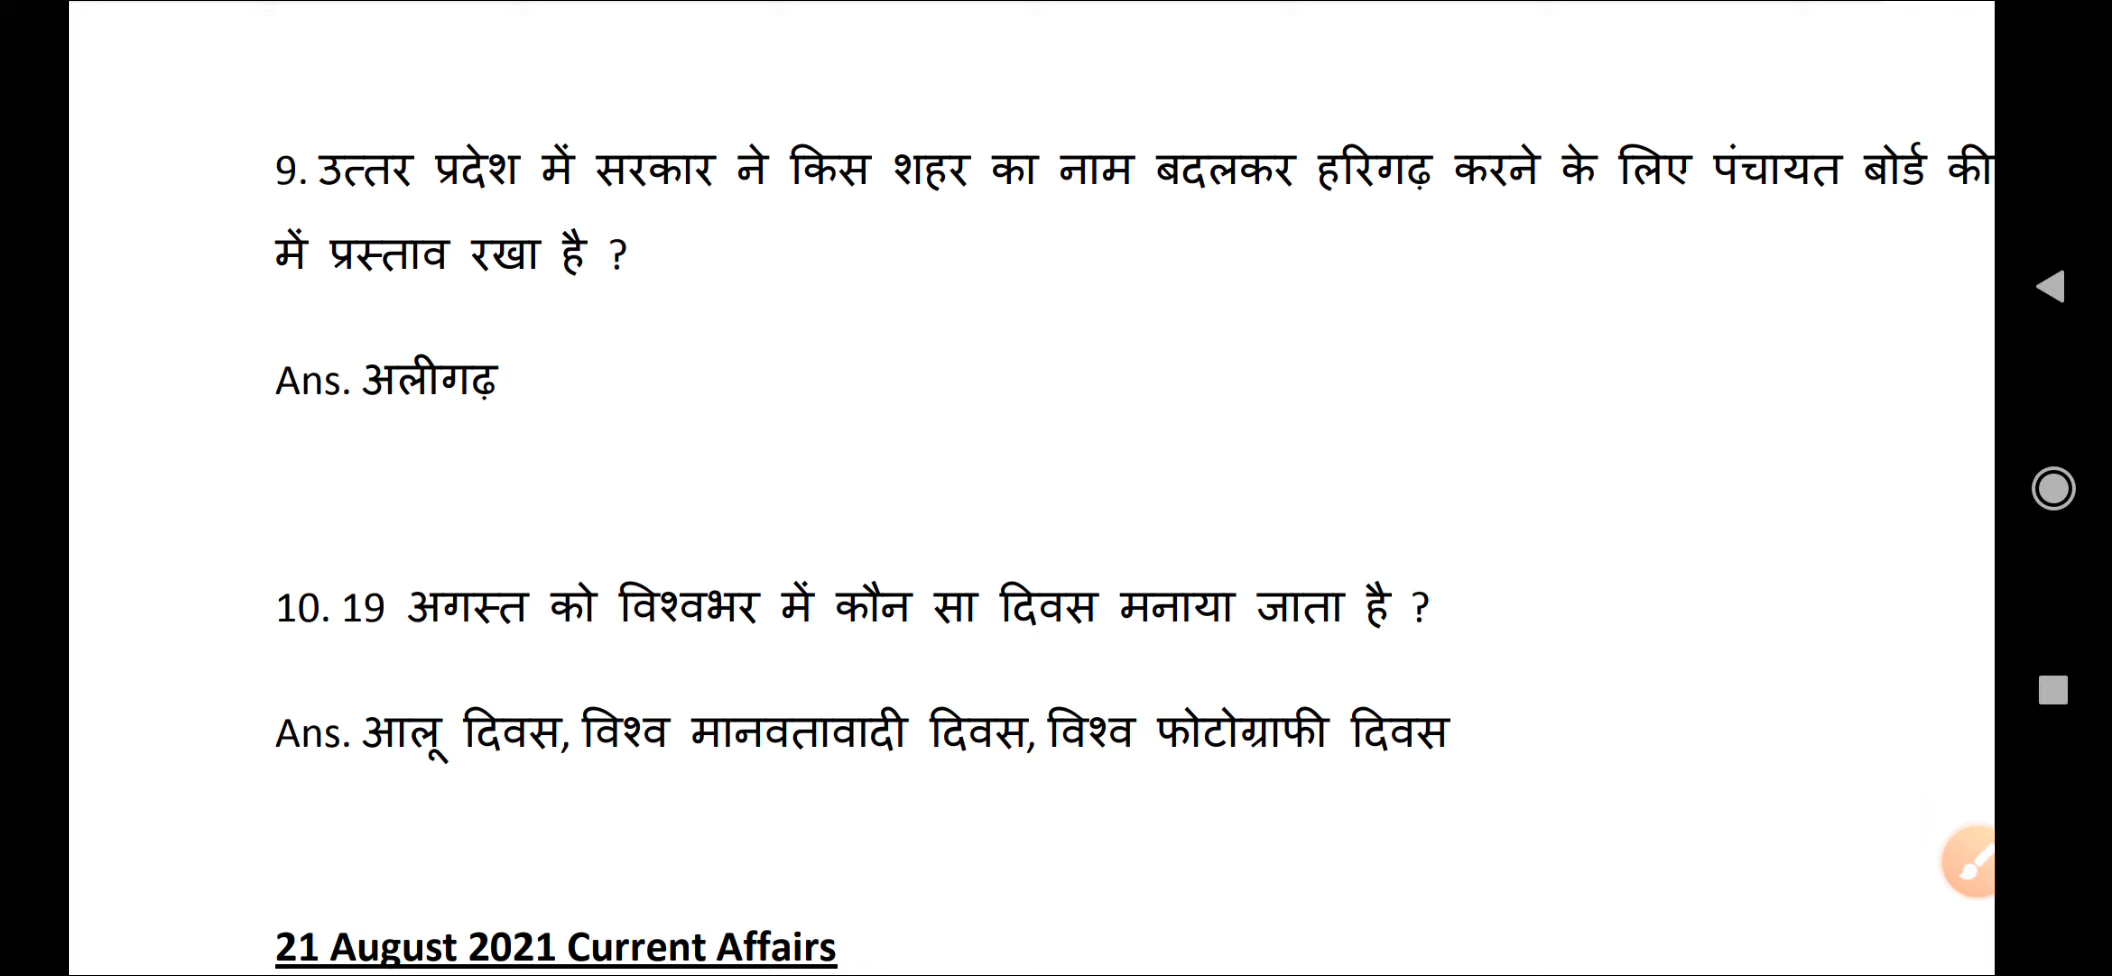 9. उत्तर प्रदेश में सरकार ने किस शहर का नाम बदलकर हरिगढ़ करने के लिए पंचायत बोर्ड की
में प्रस्ताव रखा है ?
Ans. अलीगढ़
10. 19 अगस्त को विश्वभर में कौन सा दिवस मनाया जाता है ?
Ans. आलू दिवस, विश्व मानवतावादी दिवस, विश्व फोटोग्राफी दिवस
21 August 2021 Current Affairs